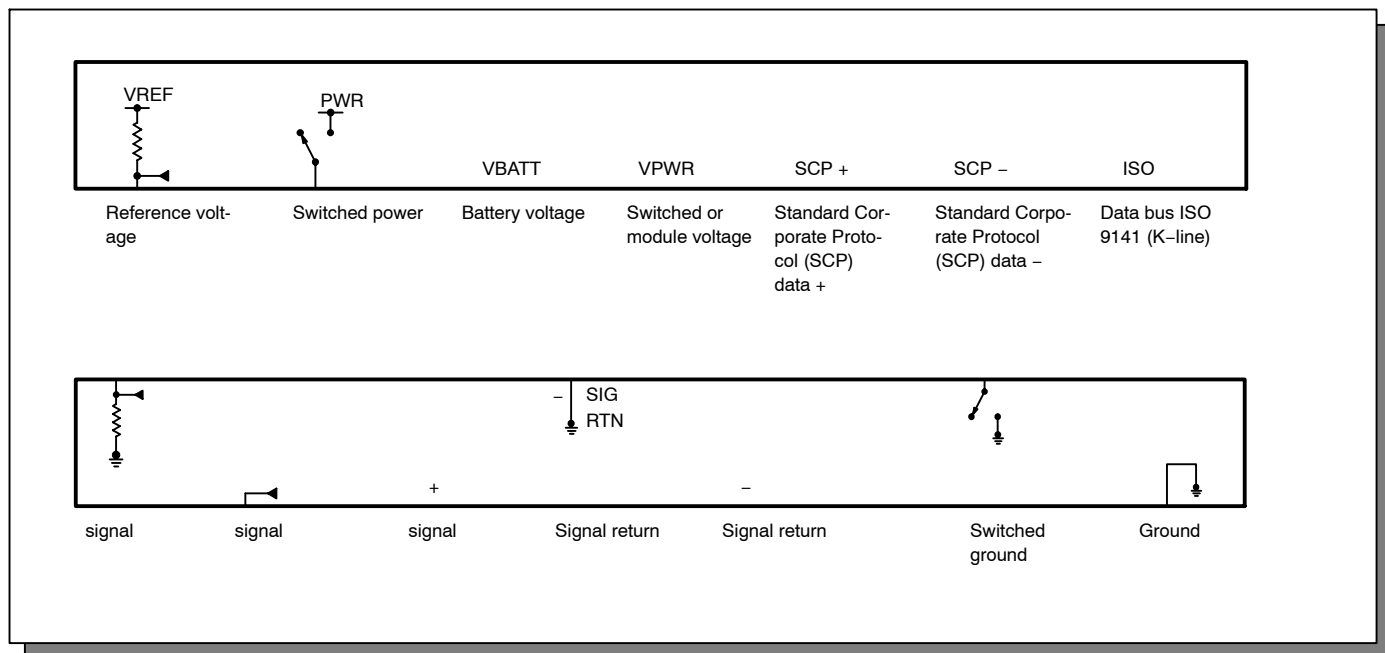 VREF
PWR
VBATT VPWR SCP + SCP – ISO
Reference volt- Switched power Battery voltage Switched or Standard Cor- Standard Corpo- Data bus ISO
age module voltage porate Proto- rate Protocol 9141 (K–line)
col (SCP) (SCP) data –
data +
– SIG
RTN
+ –
signal signal signal Signal return Signal return Switched Ground
ground